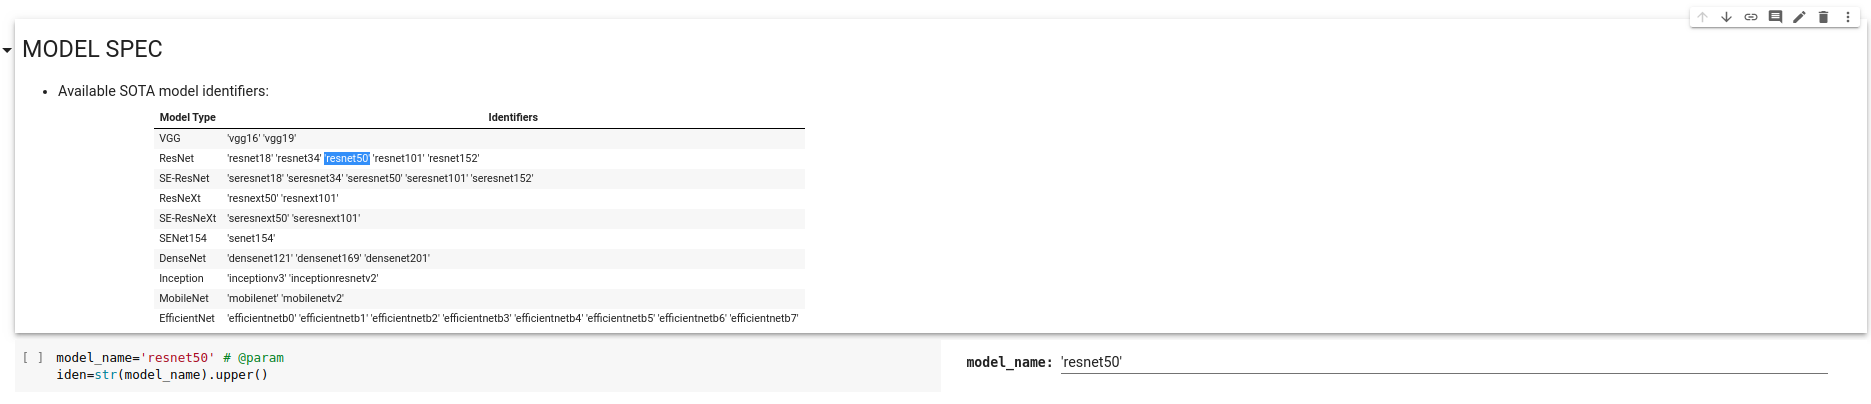 MODEL SPEC
• Available SOTA model identifiers:
Model Type Identifiers
VGG 'vgg16' 'vgg19'
ResNet 'resnet18' 'resnet34' 'resnet50' 'resnet101' 'resnet152'
SE-ResNet 'seresnet18' 'seresnet34' 'seresnet50' 'seresnet101' 'seresnet152'
ResNeXt 'resnext50' 'resnext101'
SE-ResNeXt 'seresnext50' 'seresnext101'
SENet154 'senet154'
DenseNet 'densenet121' 'densenet169' 'densenet201'
Inception 'inceptionv3' 'inceptionresnetv2'
MobileNet 'mobilenet' 'mobilenetv2'
EfficientNet 'efficientnetb0' 'efficientnetb1' 'efficientnetb2' 'efficientnetb3' 'efficientnetb4' 'efficientnetb5' 'efficientnetb6' 'efficientnetb7'
[ ] model_name='resnet50' # @param
iden=str(model_name).upper()
model_name: 'resnet50'